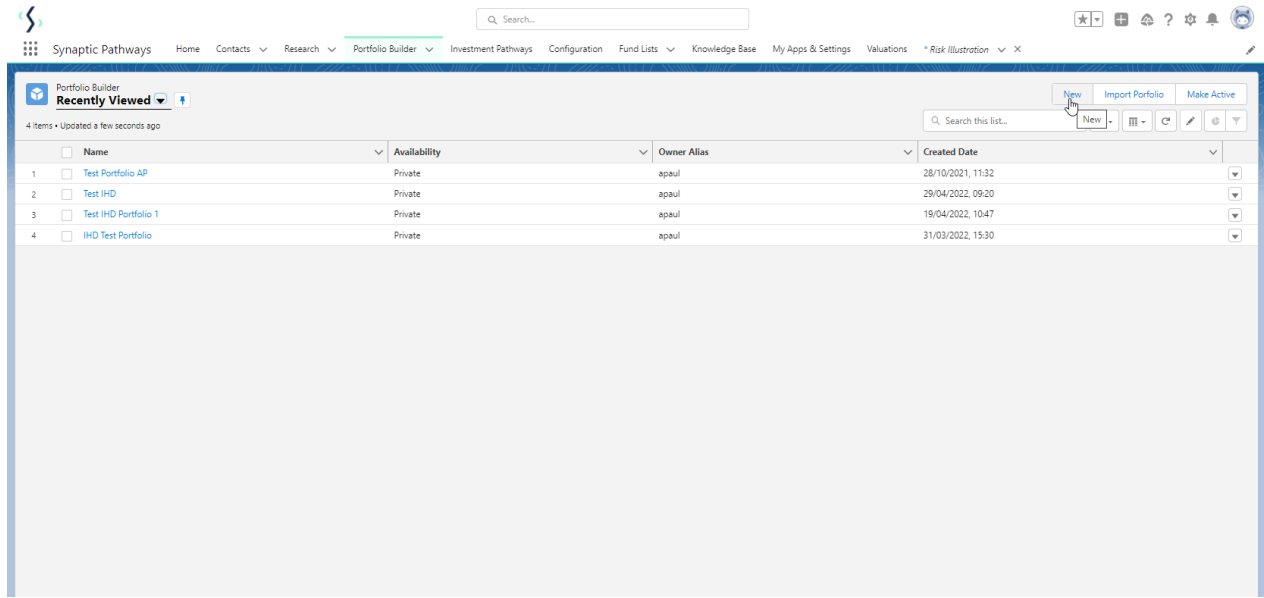 Search...
Synaptic Pathways Home Contacts Research Portfolio Builder Investment Pathways Configuration Fund Lists Knowledge Base My Apps & Settings Valuations * Risk Illustration
Portfolio Builder
Recently Viewed
New Import Porfolio Make Active
4 items • Updated a few seconds ago
Search this list...
New
Name Availability Owner Alias Created Date
1 Test Portfolio AP Private apaul 28/10/2021, 11:32
2 Test IHD Private apaul 29/04/2022, 09:20
3 Test IHD Portfolio 1 Private apaul 19/04/2022, 10:47
4 IHD Test Portfolio Private apaul 31/03/2022, 15:30